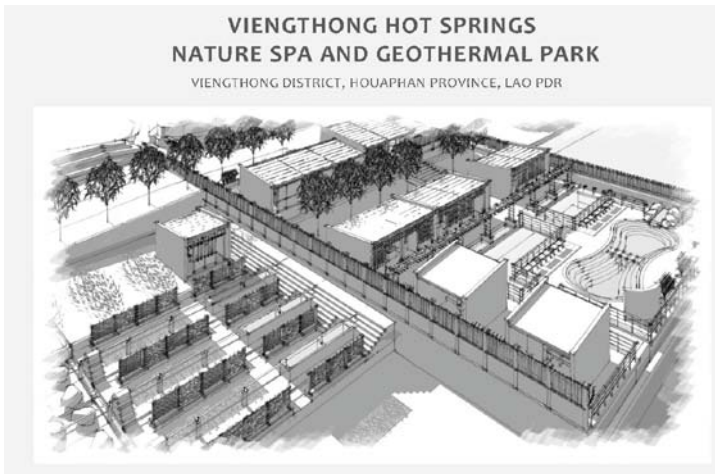 VIENGTHONG HOT SPRINGS
NATURE SPA AND GEOTHERMAL PARK
VIENGTHONG DISTRICT, HOUAPHAN PROVINCE, LAO PDR